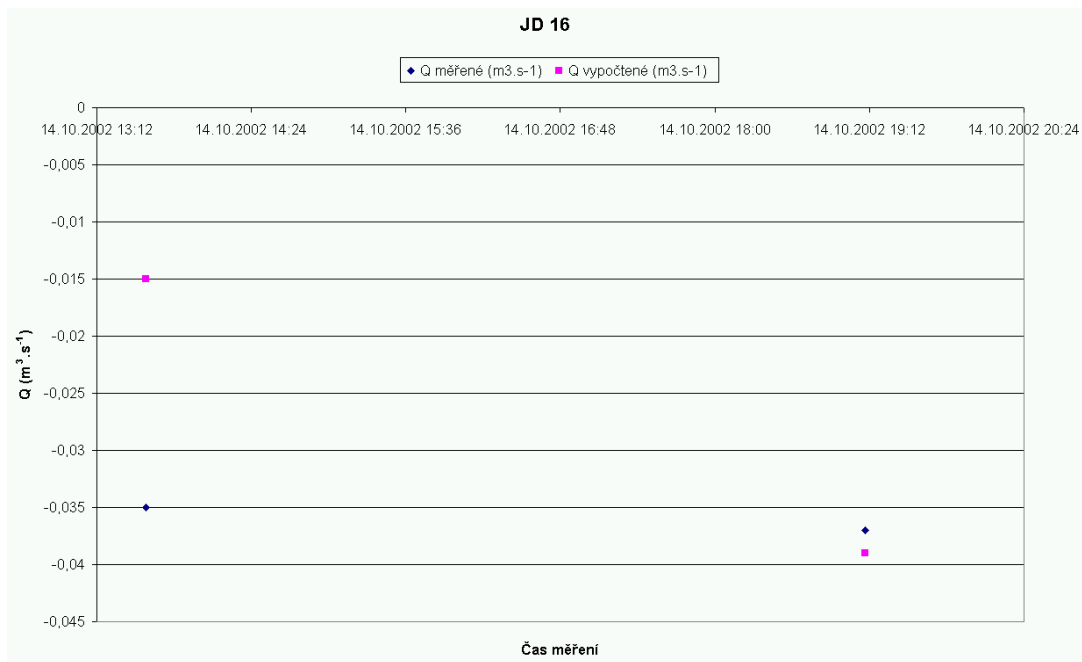 JD 16
Q měřené (m3.s-1) Q vypočtené (m3.s-1)
0
14.10.2002 13:12 14.10.2002 14:24 14.10.2002 15:36 14.10.2002 16:48 14.10.2002 18:00 14.10.2002 19:12 14.10.2002 20:24
-0,005
-0,01
-0,015
-0,02
-0,025
-0,03
-0,035
-0,04
-0,045
Q (m³.s⁻¹)
Čas měření